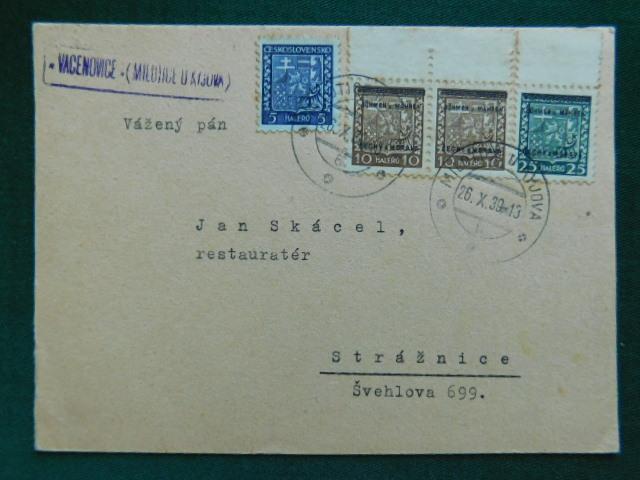 * VACENOVICE * (MILOTICE U KYJOVA)
ČESKOSLOVENSKO
5 HALÉŘŮ 5
BÖHMEN u. MÄHREN
ČECHY a MORAVA
10 HALÉŘŮ 10
BÖHMEN u. MÄHREN
ČECHY a MORAVA
10 HALÉŘŮ 10
BÖHMEN u. MÄHREN
ČECHY a MORAVA
25 HALÉŘŮ 25
U KYJOVA
26. X. 39 -13
Vážený pán
Jan Skácel,
restauratér
Strážnice
Švehlova 699.